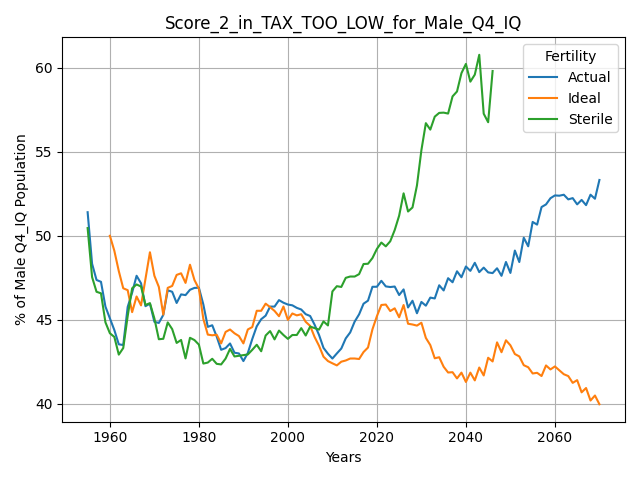 Score_2_in_TAX_TOO_LOW_for_Male_Q4_IQ
% of Male Q4_IQ Population
60
55
50
45
40
Fertility
Actual
Ideal
Sterile
1960
1980
2000
2020
2040
2060
Years